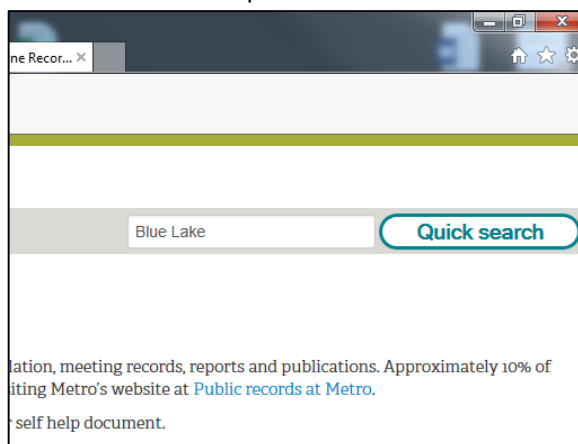 ne Recor...
Blue Lake
Quick search
lation, meeting records, reports and publications. Approximately 10% of
siting Metro's website at Public records at Metro.
self help document.